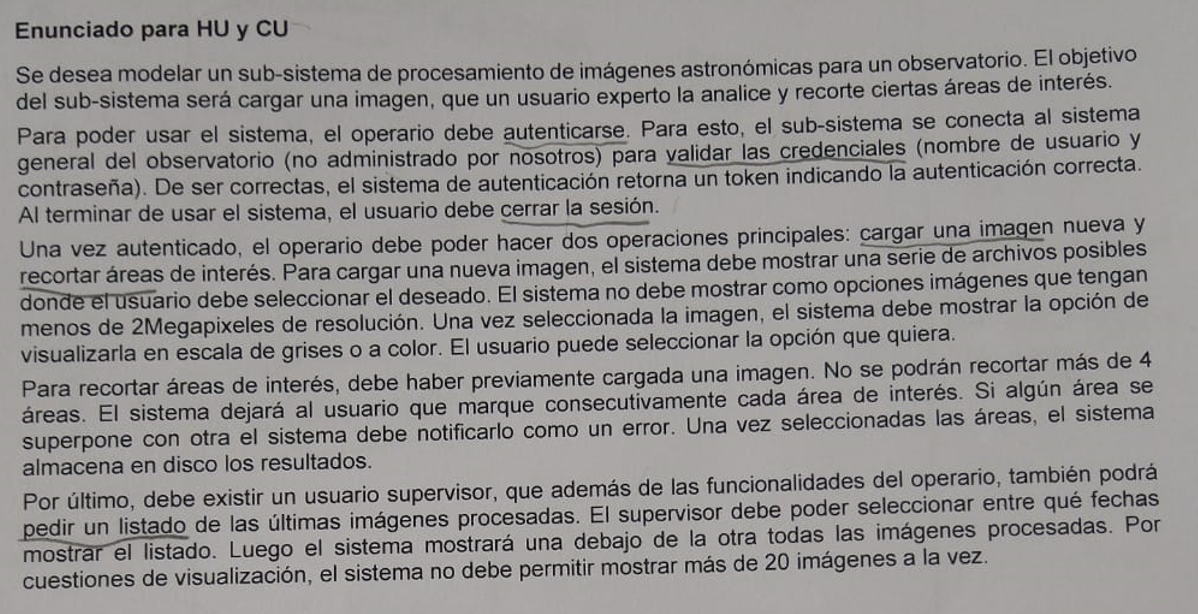 Enunciado para HU y CU
Se desea modelar un sub-sistema de procesamiento de imágenes astronómicas para un observatorio. El objetivo
del sub-sistema será cargar una imagen, que un usuario experto la analice y recorte ciertas áreas de interés.
Para poder usar el sistema, el operario debe autenticarse. Para esto, el sub-sistema se conecta al sistema
general del observatorio (no administrado por nosotros) para validar las credenciales (nombre de usuario y
contraseña). De ser correctas, el sistema de autenticación retorna un token indicando la autenticación correcta.
Al terminar de usar el sistema, el usuario debe cerrar la sesión.
Una vez autenticado, el operario debe poder hacer dos operaciones principales: cargar una imagen nueva y
recortar áreas de interés. Para cargar una nueva imagen, el sistema debe mostrar una serie de archivos posibles
donde el usuario debe seleccionar el deseado. El sistema no debe mostrar como opciones imágenes que tengan
menos de 2Megapixeles de resolución. Una vez seleccionada la imagen, el sistema debe mostrar la opción de
visualizarla en escala de grises o a color. El usuario puede seleccionar la opción que quiera.
Para recortar áreas de interés, debe haber previamente cargada una imagen. No se podrán recortar más de 4
áreas. El sistema dejará al usuario que marque consecutivamente cada área de interés. Si algún área se
superpone con otra el sistema debe notificarlo como un error. Una vez seleccionadas las áreas, el sistema
almacena en disco los resultados.
Por último, debe existir un usuario supervisor, que además de las funcionalidades del operario, también podrá
pedir un listado de las últimas imágenes procesadas. El supervisor debe poder seleccionar entre qué fechas
mostrar el listado. Luego el sistema mostrará una debajo de la otra todas las imágenes procesadas. Por
cuestiones de visualización, el sistema no debe permitir mostrar más de 20 imágenes a la vez.